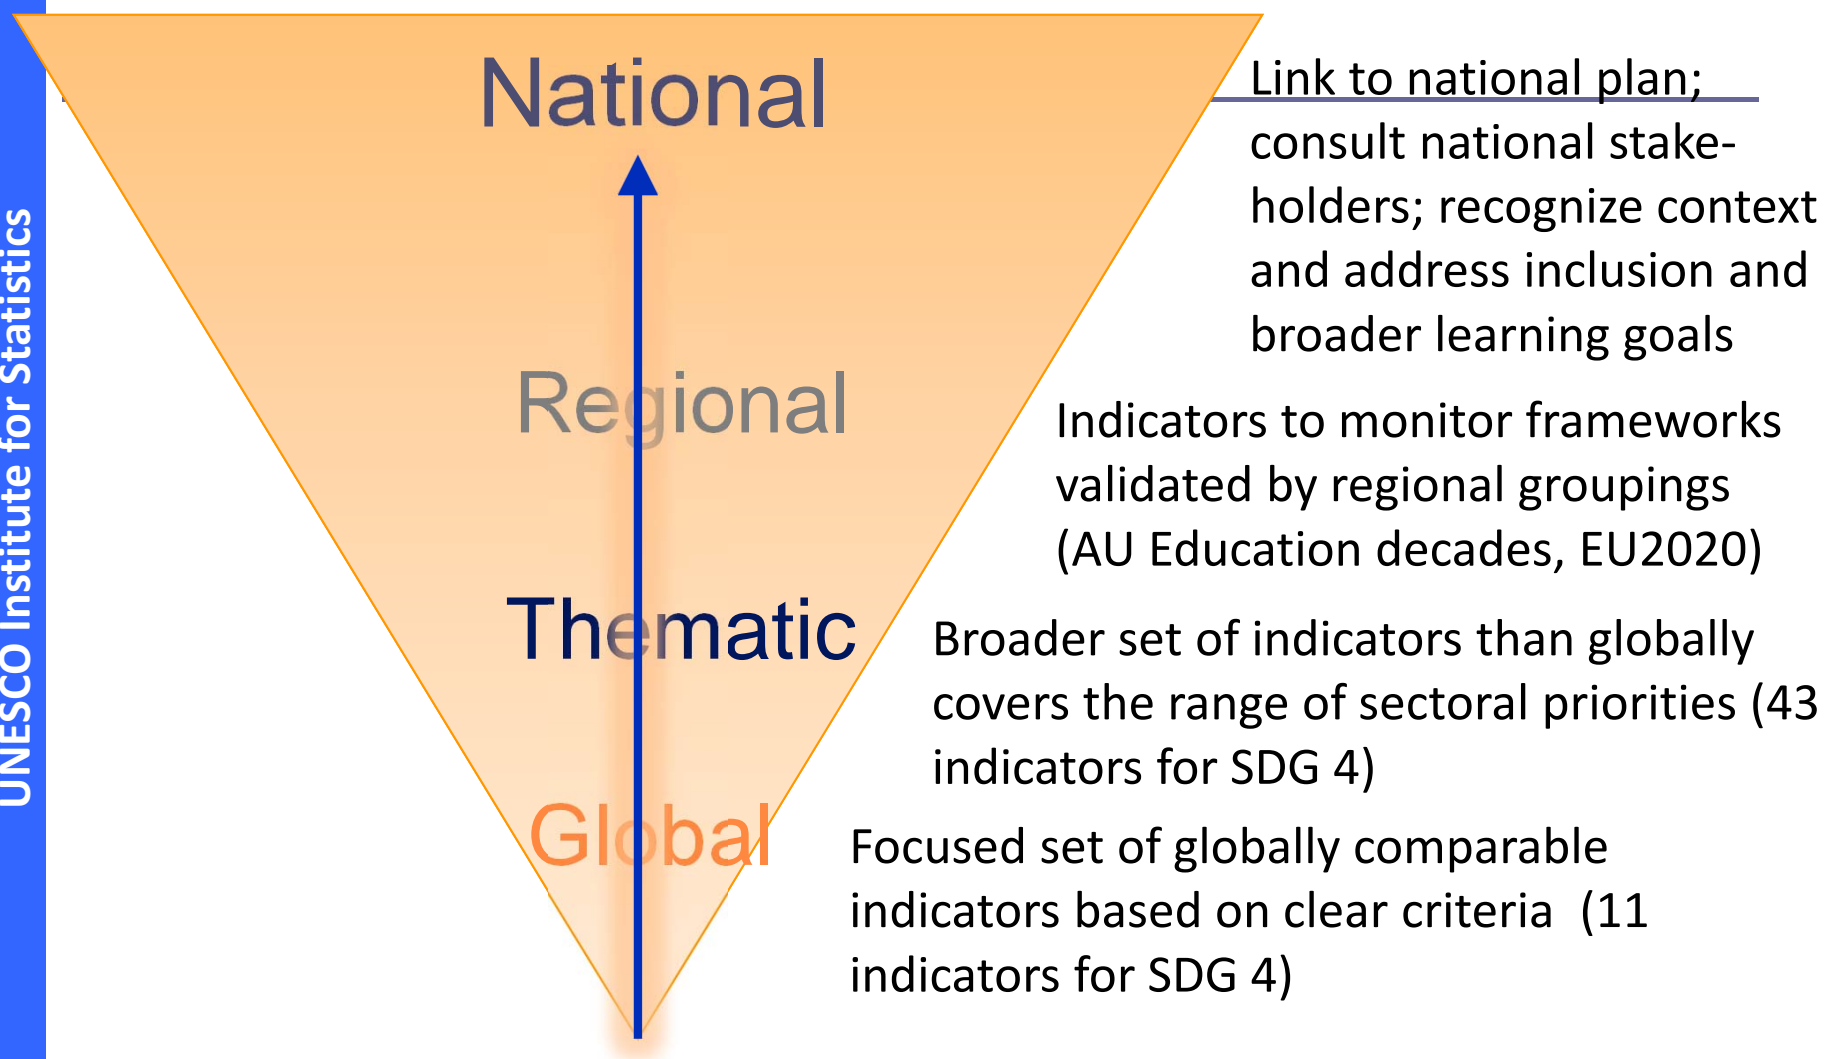 UNESCO Institute for Statistics
National
Link to national plan;
consult national stake-
holders; recognize context
and address inclusion and
broader learning goals
Regional
Indicators to monitor frameworks
validated by regional groupings
(AU Education decades, EU2020)
Thematic
Broader set of indicators than globally
covers the range of sectoral priorities (43
indicators for SDG 4)
Global
Focused set of globally comparable
indicators based on clear criteria  (11
indicators for SDG 4)